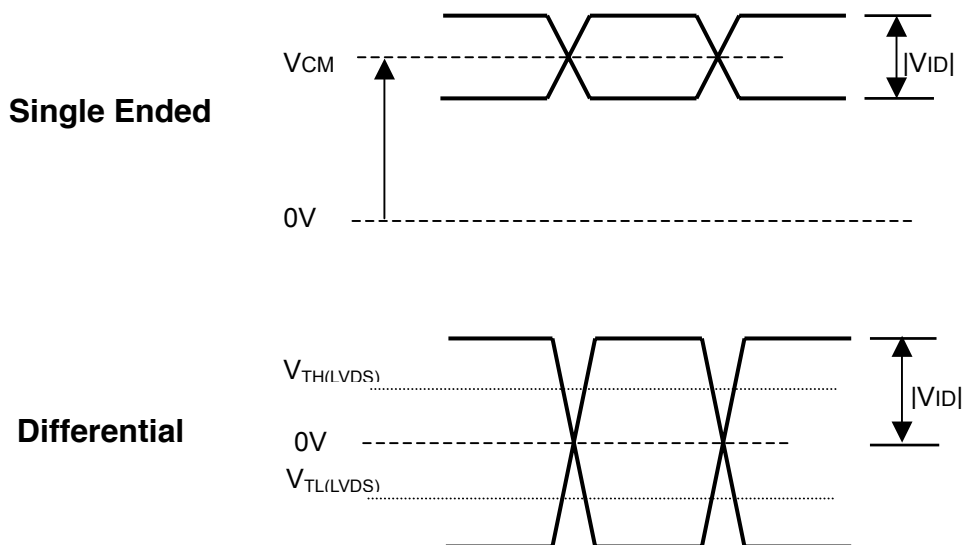 VCM
|VID|
Single Ended
0V
VTH(LVDS)
|VID|
Differential
0V
VTL(LVDS)